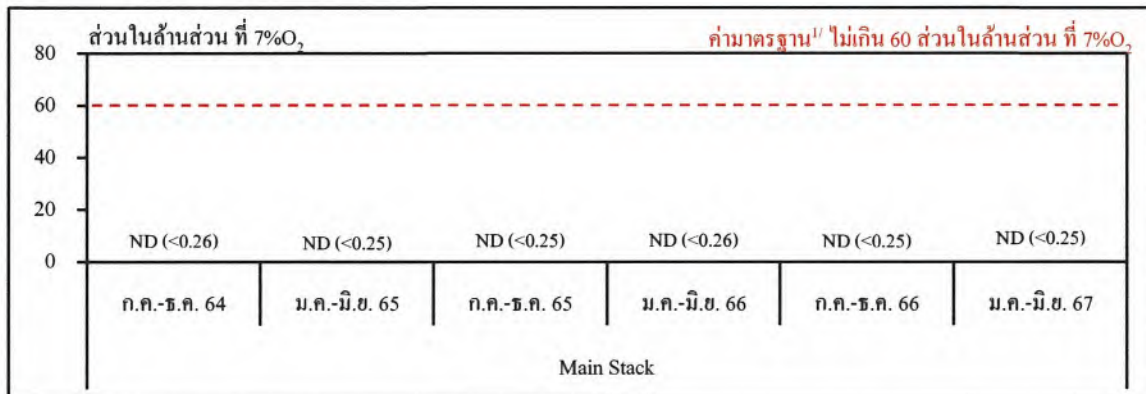 ส่วนในล้านส่วน ที่ 7%O₂ ค่ามาตรฐาน¹/ ไม่เกิน 60 ส่วนในล้านส่วน ที่ 7%O₂
80
60
40
20
ND (<0.26) ND (<0.25) ND (<0.25) ND (<0.26) ND (<0.25) ND (<0.25)
0
ก.ค.-ธ.ค. 64 ม.ค.-มิ.ย. 65 ก.ค.-ธ.ค. 65 ม.ค.-มิ.ย. 66 ก.ค.-ธ.ค. 66 ม.ค.-มิ.ย. 67
Main Stack